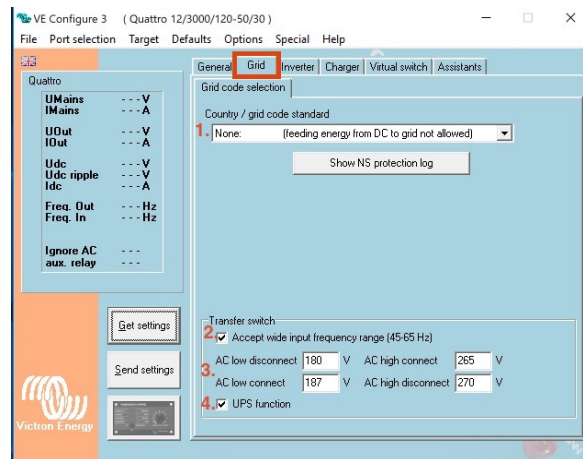 VE Configure 3 ( Quattro 12/3000/120-50/30 )
File Port selection Target Defaults Options Special Help
General Grid Inverter Charger Virtual switch Assistants
Quattro
UMains - - - V
IMains - - - A
UOut - - - V
IOut - - - A
Udc - - - V
Udc ripple - - - V
Idc - - - A
Freq. Out - - - Hz
Freq. In - - - Hz
Ignore AC - - -
aux. relay - - -
Get settings
Send settings
Victron Energy
Grid code selection
Country / grid code standard
1. None: (feeding energy from DC to grid not allowed)
Show NS protection log
Transfer switch
2. Accept wide input frequency range (45-65 Hz)
3.
AC low disconnect 180 V AC high connect 265 V
AC low connect 187 V AC high disconnect 270 V
4. UPS function